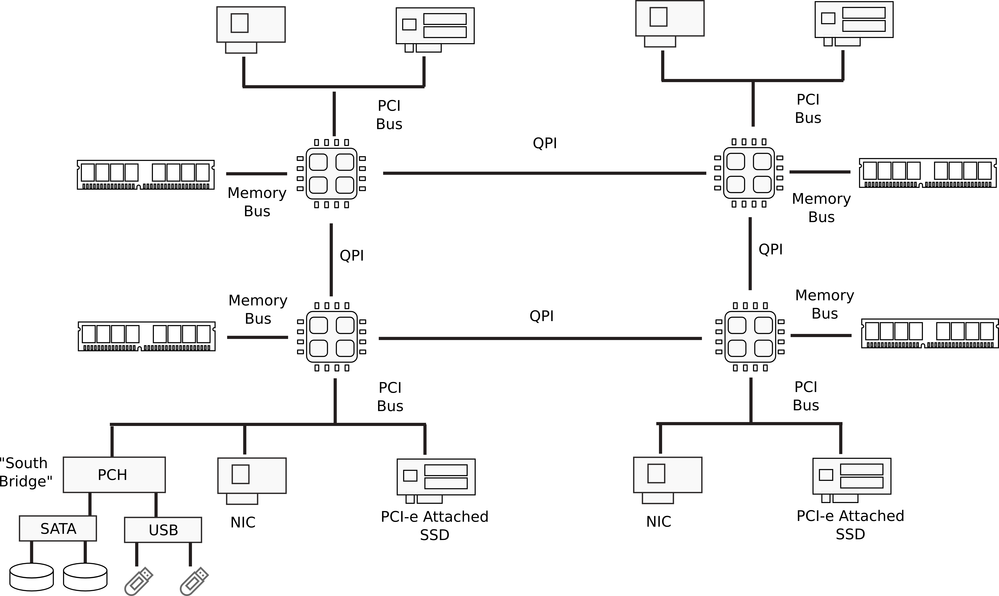 PCI
Bus
PCI
Bus
QPI
Memory
Bus
Memory
Bus
QPI
QPI
Memory
Bus
Memory
Bus
QPI
PCI
Bus
PCI
Bus
"South
Bridge"
PCH
SATA
USB
NIC
PCI-e Attached
SSD
NIC
PCI-e Attached
SSD